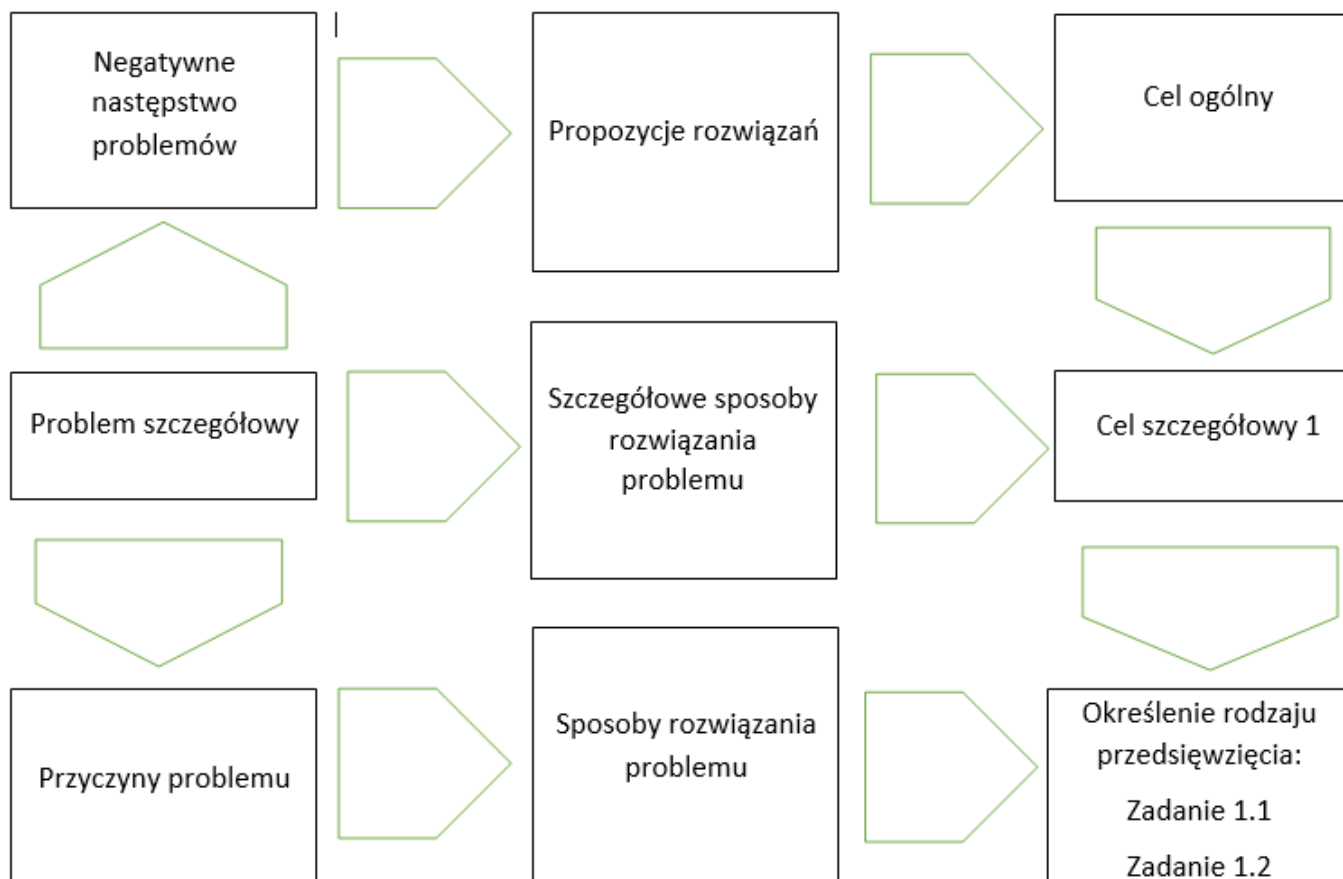 Negatywne
następstwo
problemów
Propozycje rozwiązań
Cel ogólny
Problem szczegółowy
Szczegółowe sposoby
rozwiązania
problemu
Cel szczegółowy 1
Przyczyny problemu
Sposoby rozwiązania
problemu
Określenie rodzaju
przedsięwzięcia:
Zadanie 1.1
Zadanie 1.2